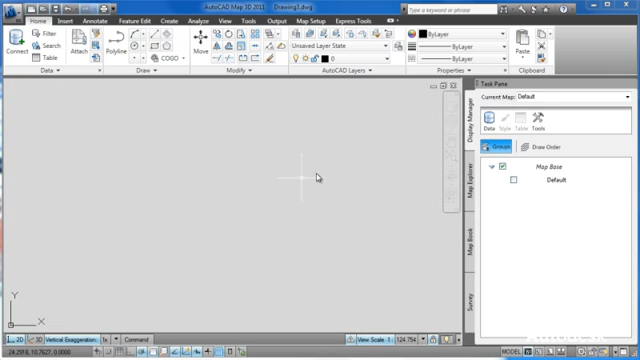 AutoCAD Map 3D 2011 Drawing3.dwg
Type a keyword or phrase
Home Insert Annotate Feature Edit Create Analyze View Tools Output Map Setup Express Tools
Connect
Filter
Search
Table
Data
Attach
Polyline
COGO
Draw
Move
Modify
Unsaved Layer State
0
AutoCAD Layers
ByLayer
ByLayer
ByLayer
Properties
Paste
Clipboard
Task Pane
Current Map: Default
Data Style Table Tools
Groups Draw Order
Map Base
Default
Display Manager
Map Explorer
Map Book
Survey
Y
X
2D 3D Vertical Exaggeration: 1x Command
View Scale 1: 124.754
24.2918, 10.7627, 0.0000
MODEL